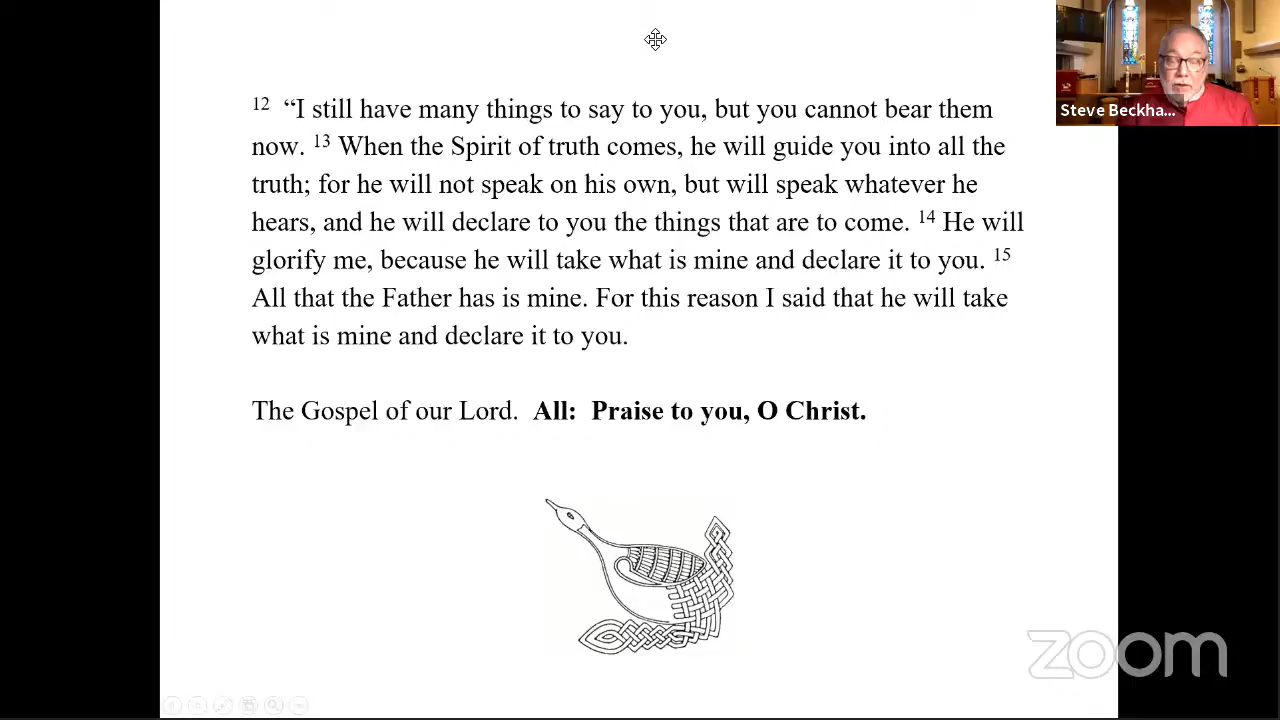 Steve Beckha...
12 “I still have many things to say to you, but you cannot bear them
now. 13 When the Spirit of truth comes, he will guide you into all the
truth; for he will not speak on his own, but will speak whatever he
hears, and he will declare to you the things that are to come. 14 He will
glorify me, because he will take what is mine and declare it to you. 15
All that the Father has is mine. For this reason I said that he will take
what is mine and declare it to you.
The Gospel of our Lord. All: Praise to you, O Christ.
zoom